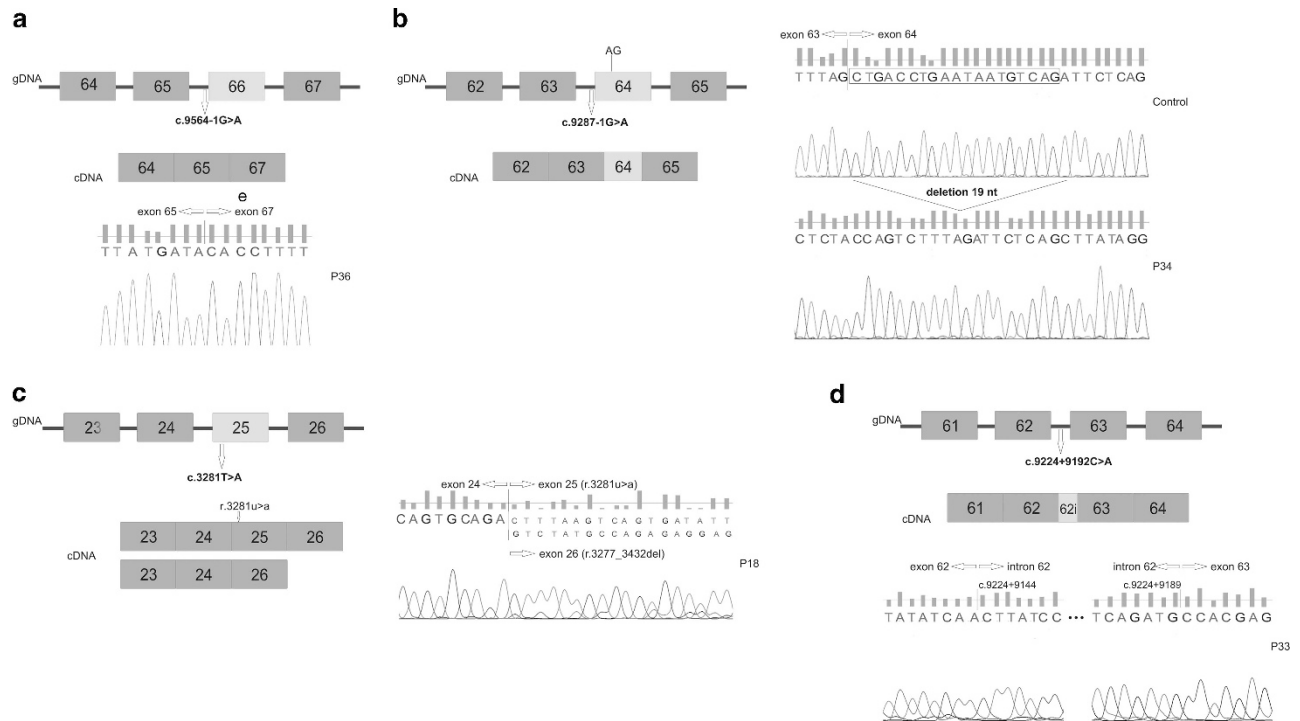 a
gDNA 64 65 66 67
c.9564-1G>A
cDNA 64 65 67
e
exon 65 exon 67
TTATGATACACCTTTT
P36
b
AG
gDNA 62 63 64 65
c.9287-1G>A
cDNA 62 63 64 65
exon 63 exon 64
TTTAGCTGACCTGAATAATGTCAGATTCTCAG
Control
deletion 19 nt
CTCTACCAGTCTTTAGATTCTCAGCTTATAGG
P34
c
gDNA 23 24 25 26
c.3281T>A
r.3281u>a
cDNA
23 24 25 26
23 24 26
exon 24 exon 25 (r.3281u>a)
CAGTGCAGA CTTTAAGTCAGTGATATT
GTCTATGCCAGAGAGGAG
exon 26 (r.3277_3432del)
P18
d
gDNA 61 62 63 64
c.9224+9192C>A
cDNA 61 62 62i 63 64
exon 62 intron 62 intron 62 exon 63
c.9224+9144 c.9224+9189
TATATCAACTTATCC ••• TCAGATGCCACGAG
P33